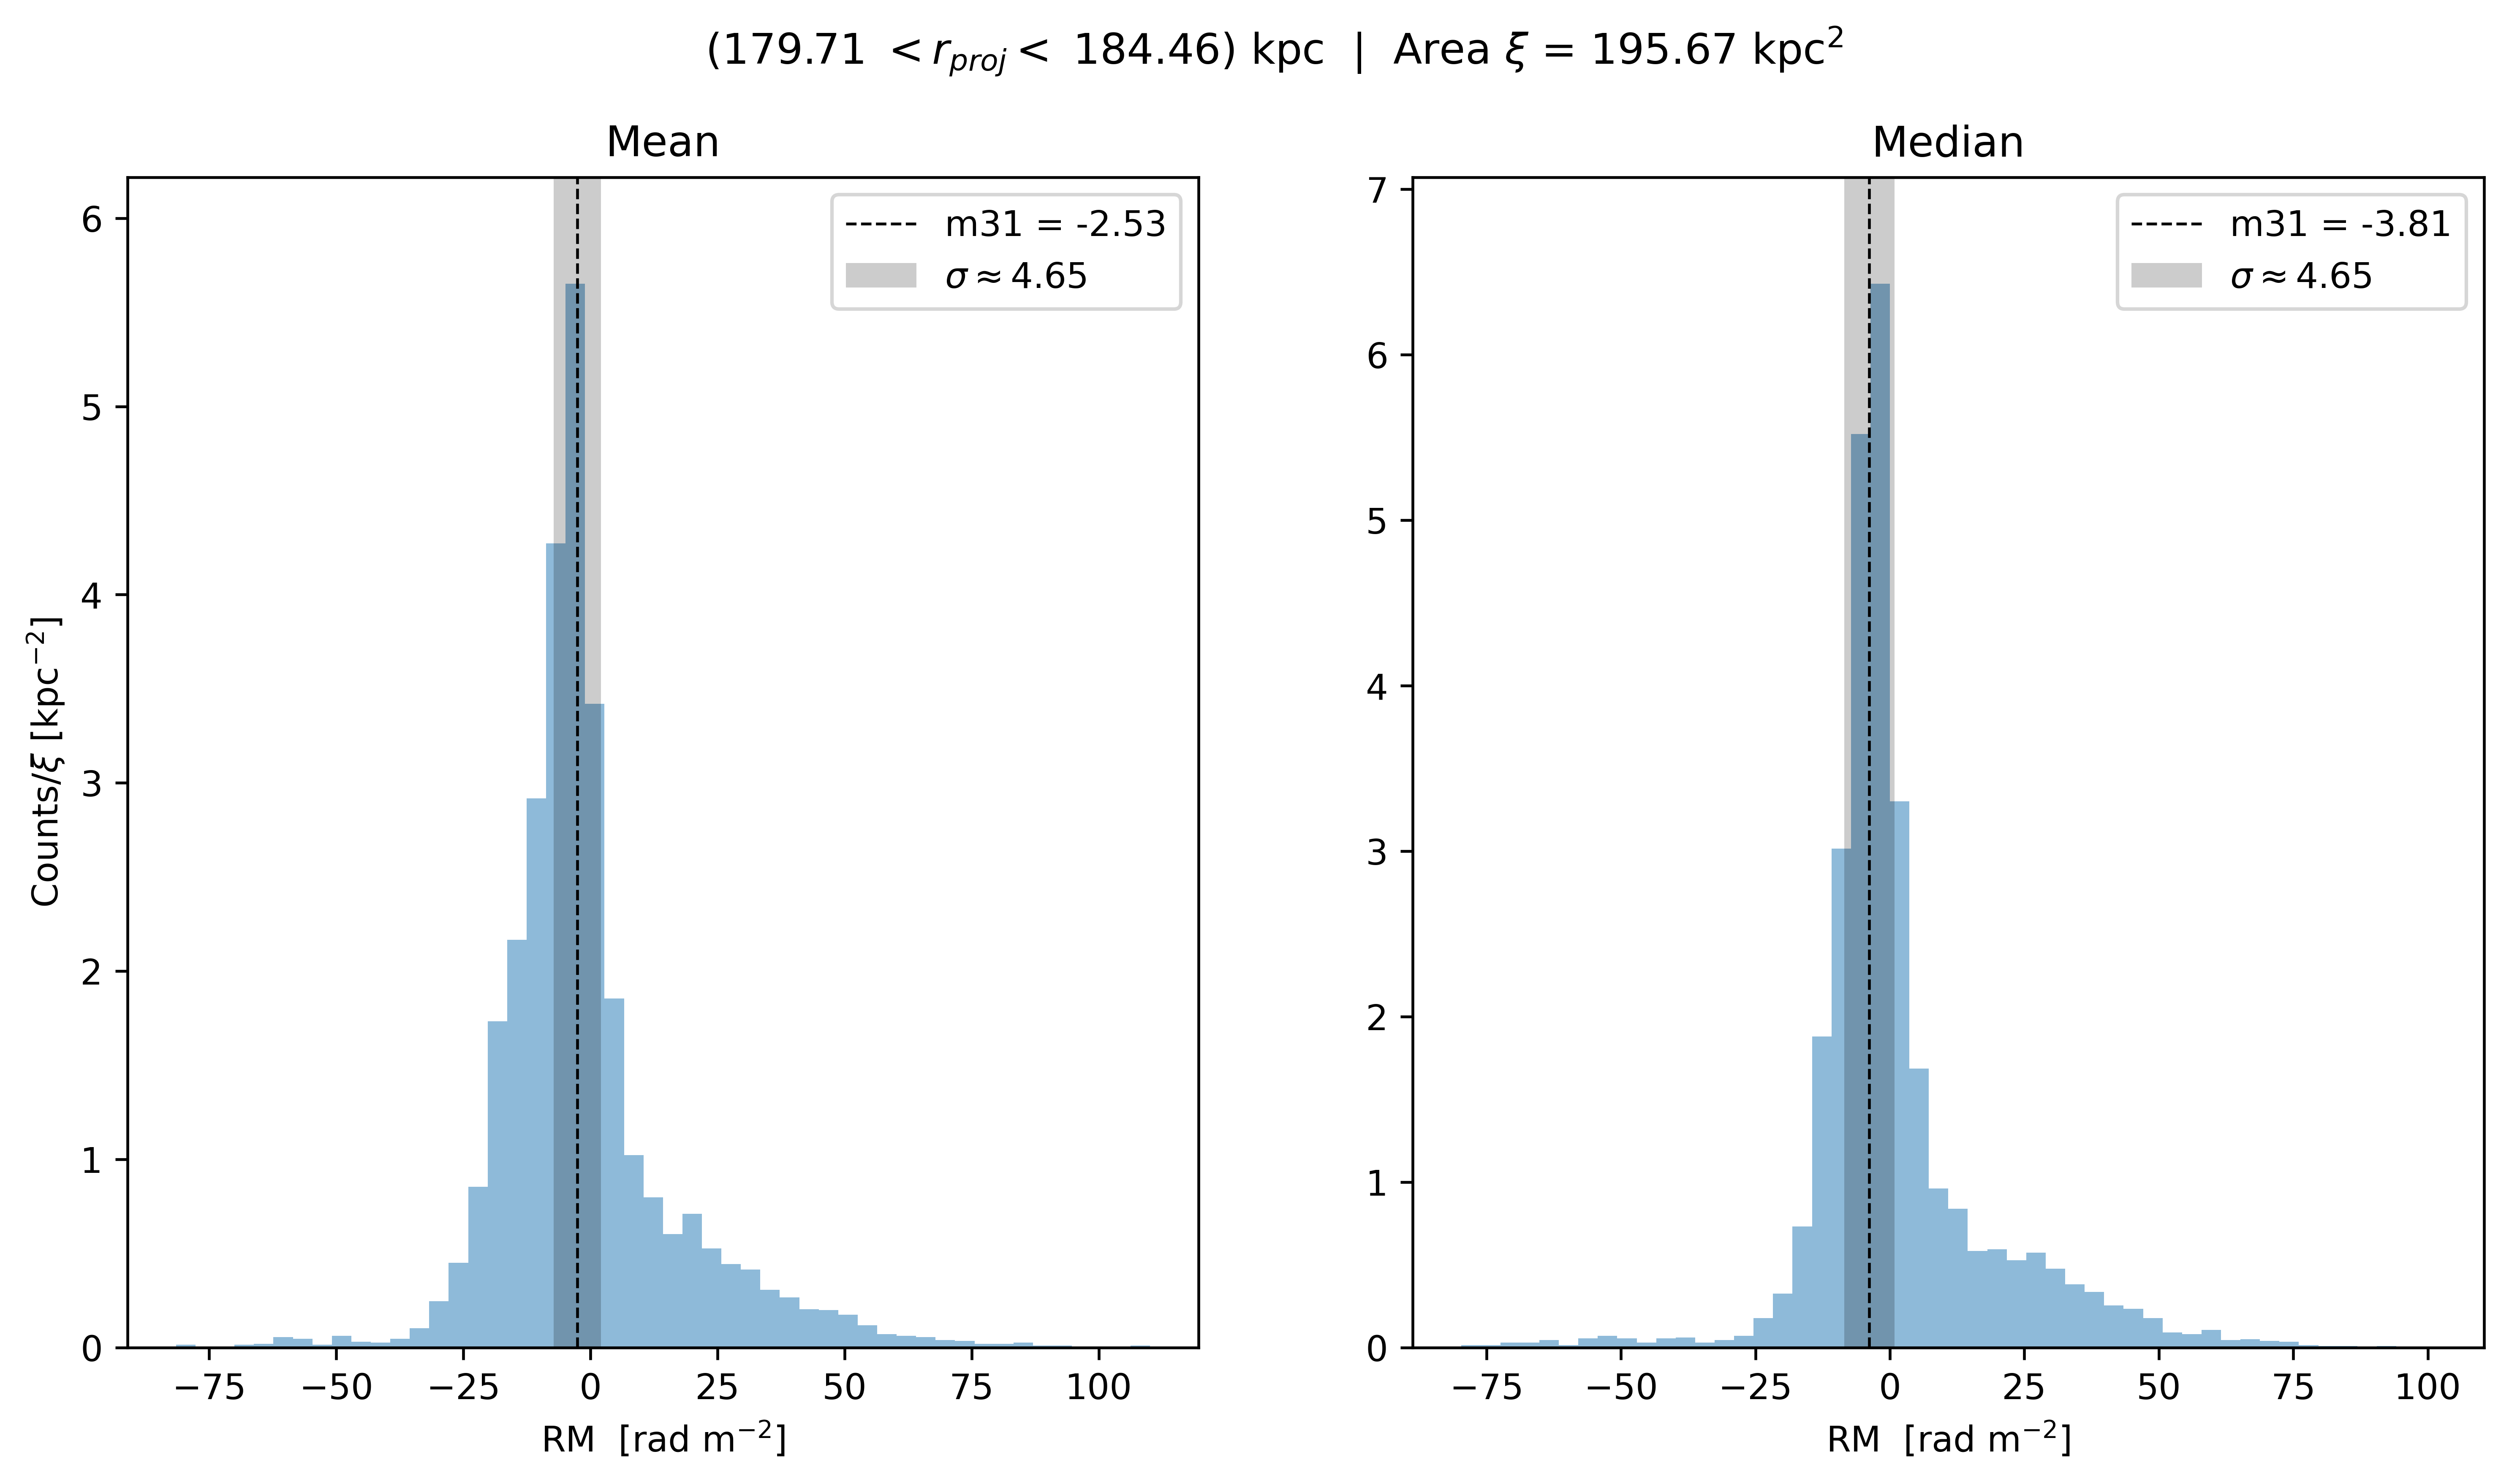 (179.71 < r_proj < 184.46) kpc | Area ξ = 195.67 kpc²
Mean
m31 = -2.53
σ≈4.65
6
5
4
3
2
1
0
Counts/ξ [kpc⁻²]
−75 −50 −25 0 25 50 75 100
RM [rad m⁻²]
Median
m31 = -3.81
σ≈4.65
7
6
5
4
3
2
1
0
−75 −50 −25 0 25 50 75 100
RM [rad m⁻²]